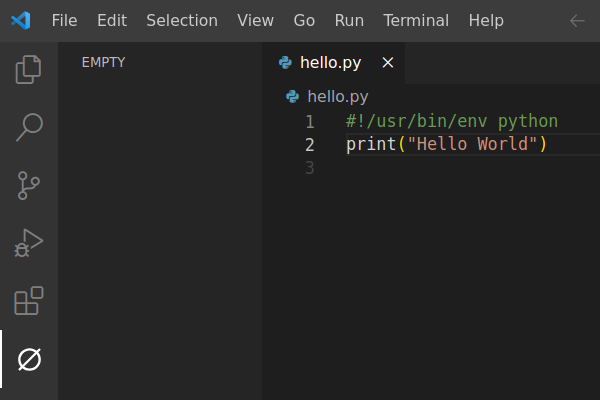 File Edit Selection View Go Run Terminal Help
EMPTY
hello.py
hello.py
1 #!/usr/bin/env python
2 print("Hello World")
3